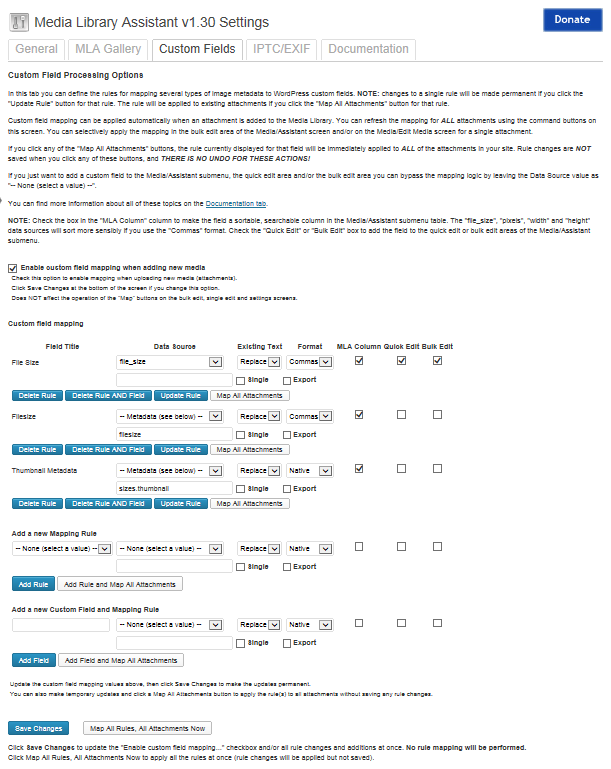 Media Library Assistant v1.30 Settings
Donate
General MLA Gallery Custom Fields IPTC/EXIF Documentation
Custom Field Processing Options
In this tab you can define the rules for mapping several types of image metadata to WordPress custom fields. NOTE: changes to a single rule will be made permanent if you click the
"Update Rule" button for that rule. The rule will be applied to existing attachments if you click the "Map All Attachments" button for that rule.
Custom field mapping can be applied automatically when an attachment is added to the Media Library. You can refresh the mapping for ALL attachments using the command buttons on
this screen. You can selectively apply the mapping in the bulk edit area of the Media/Assistant screen and/or on the Media/Edit Media screen for a single attachment.
If you click any of the "Map All Attachments" buttons, the rule currently displayed for that field will be immediately applied to ALL of the attachments in your site. Rule changes are NOT
saved when you click any of these buttons, and THERE IS NO UNDO FOR THESE ACTIONS!
If you just want to add a custom field to the Media/Assistant submenu, the quick edit area and/or the bulk edit area you can bypass the mapping logic by leaving the Data Source value as
"-- None (select a value) --".
You can find more information about all of these topics on the Documentation tab.
NOTE: Check the box in the "MLA Column" column to make the field a sortable, searchable column in the Media/Assistant submenu table. The "file_size", "pixels", "width" and "height"
data sources will sort more sensibly if you use the "Commas" format. Check the "Quick Edit" or "Bulk Edit" box to add the field to the quick edit or bulk edit areas of the Media/Assistant
submenu.
Enable custom field mapping when adding new media
Check this option to enable mapping when uploading new media (attachments).
Click Save Changes at the bottom of the screen if you change this option.
Does NOT affect the operation of the "Map" buttons on the bulk edit, single edit and settings screens.
Custom field mapping
Field Title Data Source Existing Text Format MLA Column Quick Edit Bulk Edit
File Size file_size Replace Commas
Single Export
Delete Rule Delete Rule AND Field Update Rule Map All Attachments
Filesize -- Metadata (see below) -- Replace Commas
filesize Single Export
Delete Rule Delete Rule AND Field Update Rule Map All Attachments
Thumbnail Metadata -- Metadata (see below) -- Replace Native
sizes.thumbnail Single Export
Delete Rule Delete Rule AND Field Update Rule Map All Attachments
Add a new Mapping Rule
-- None (select a value) -- -- None (select a value) -- Replace Native
Single Export
Add Rule Add Rule and Map All Attachments
Add a new Custom Field and Mapping Rule
-- None (select a value) -- Replace Native
Single Export
Add Field Add Field and Map All Attachments
Update the custom field mapping values above, then click Save Changes to make the updates permanent.
You can also make temporary updates and click a Map All Attachments button to apply the rule(s) to all attachments without saving any rule changes.
Save Changes Map All Rules, All Attachments Now
Click Save Changes to update the "Enable custom field mapping..." checkbox and/or all rule changes and additions at once. No rule mapping will be performed.
Click Map All Rules, All Attachments Now to apply all the rules at once (rule changes will be applied but not saved).